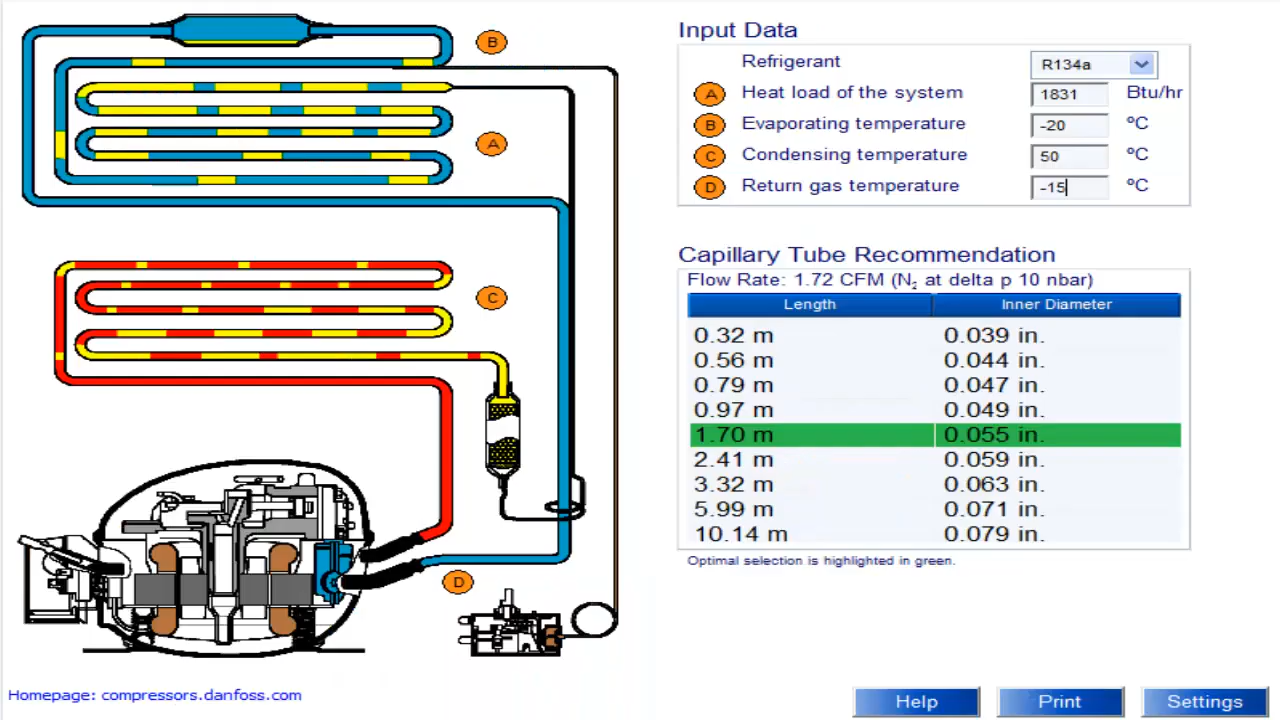 Input Data
Refrigerant R134a
A Heat load of the system 1831 Btu/hr
B Evaporating temperature -20 ºC
C Condensing temperature 50 ºC
D Return gas temperature -15 ºC
Capillary Tube Recommendation
Flow Rate: 1.72 CFM (N2 at delta p 10 nbar)
Length Inner Diameter
0.32 m 0.039 in.
0.56 m 0.044 in.
0.79 m 0.047 in.
0.97 m 0.049 in.
1.70 m 0.055 in.
2.41 m 0.059 in.
3.32 m 0.063 in.
5.99 m 0.071 in.
10.14 m 0.079 in.
Optimal selection is highlighted in green.
B
A
C
D
Homepage: compressors.danfoss.com
Help Print Settings